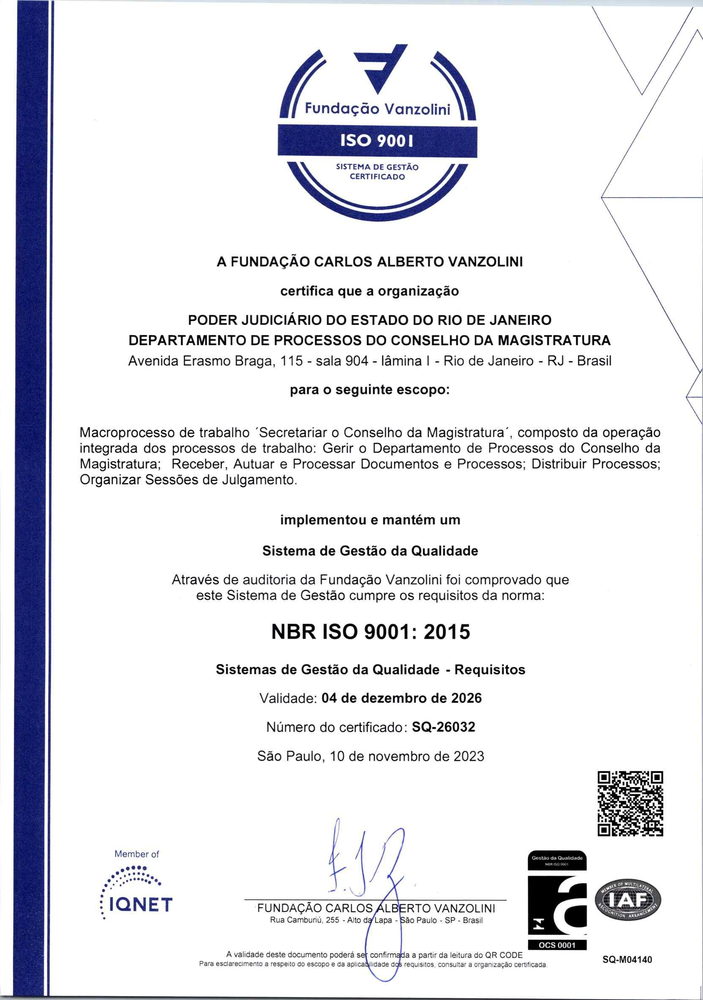 Fundação Vanzolini
ISO 9001
SISTEMA DE GESTÃO
CERTIFICADO
A FUNDAÇÃO CARLOS ALBERTO VANZOLINI
certifica que a organização
PODER JUDICIÁRIO DO ESTADO DO RIO DE JANEIRO
DEPARTAMENTO DE PROCESSOS DO CONSELHO DA MAGISTRATURA
Avenida Erasmo Braga, 115 - sala 904 - lâmina I - Rio de Janeiro - RJ - Brasil
para o seguinte escopo:
Macroprocesso de trabalho ´Secretariar o Conselho da Magistratura´, composto da operação
integrada dos processos de trabalho: Gerir o Departamento de Processos do Conselho da
Magistratura; Receber, Autuar e Processar Documentos e Processos; Distribuir Processos;
Organizar Sessões de Julgamento.
implementou e mantém um
Sistema de Gestão da Qualidade
Através de auditoria da Fundação Vanzolini foi comprovado que
este Sistema de Gestão cumpre os requisitos da norma:
NBR ISO 9001: 2015
Sistemas de Gestão da Qualidade - Requisitos
Validade: 04 de dezembro de 2026
Número do certificado: SQ-26032
São Paulo, 10 de novembro de 2023
Member of
IQNET
FUNDAÇÃO CARLOS ALBERTO VANZOLINI
Rua Camburiú, 255 - Alto da Lapa - São Paulo - SP - Brasil
Gestão da Qualidade
NBR ISO 9001
OCS 0001
MEMBER OF MULTILATERAL
IAF
RECOGNITION ARRANGEMENT
SQ-M04140
A validade deste documento poderá ser confirmada a partir da leitura do QR CODE
Para esclarecimento a respeito do escopo e da aplicabilidade dos requisitos, consultar a organização certificada.